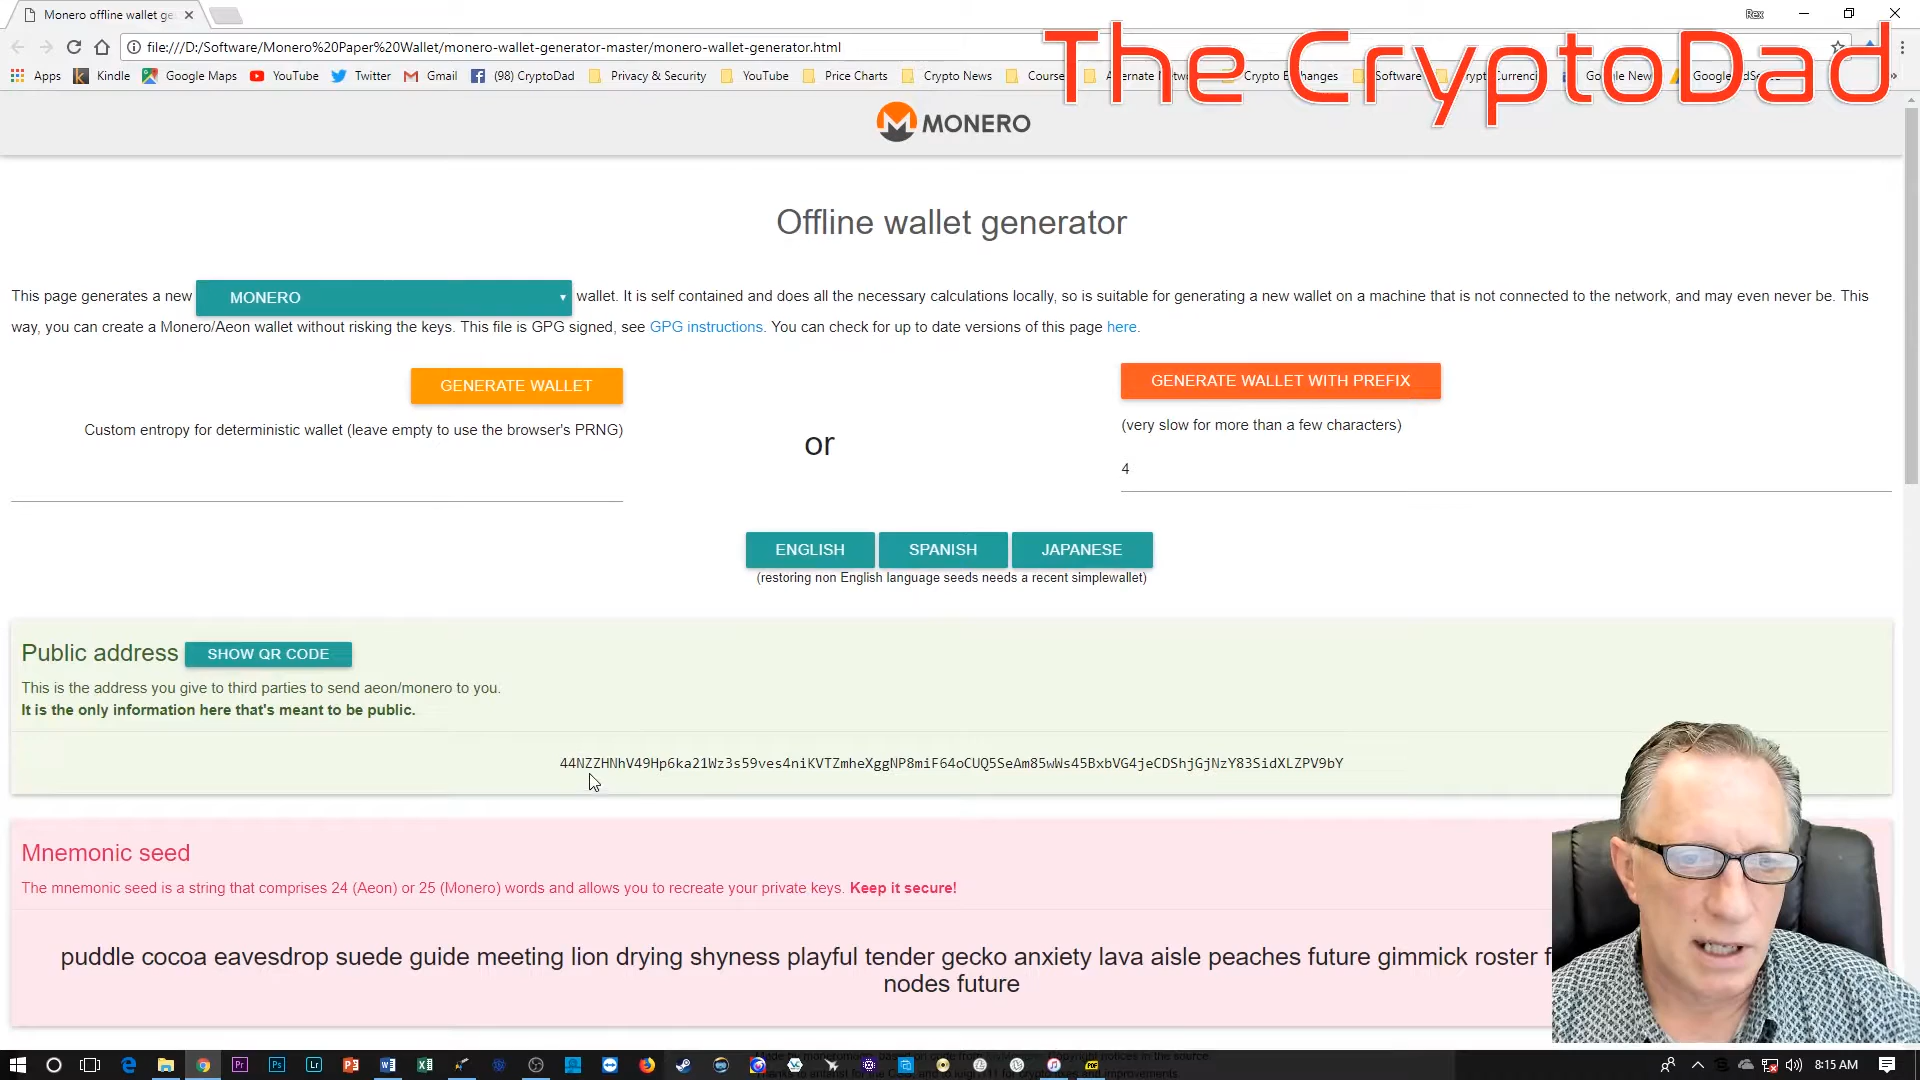 Monero offline wallet ge
Rex
file:///D:/Software/Monero%20Paper%20Wallet/monero-wallet-generator-master/monero-wallet-generator.html
The CryptoDad
Apps Kindle Google Maps YouTube Twitter Gmail (98) CryptoDad Privacy & Security YouTube Price Charts Crypto News Course Crypto Exchanges Software
MONERO
Offline wallet generator
This page generates a new MONERO wallet. It is self contained and does all the necessary calculations locally, so is suitable for generating a new wallet on a machine that is not connected to the network, and may even never be. This
way, you can create a Monero/Aeon wallet without risking the keys. This file is GPG signed, see GPG instructions. You can check for up to date versions of this page here.
GENERATE WALLET
Custom entropy for deterministic wallet (leave empty to use the browser's PRNG)
or
GENERATE WALLET WITH PREFIX
(very slow for more than a few characters)
4
ENGLISH SPANISH JAPANESE
(restoring non English language seeds needs a recent simplewallet)
Public address SHOW QR CODE
This is the address you give to third parties to send aeon/monero to you.
It is the only information here that's meant to be public.
44NZZHNhV49Hp6ka21Wz3s59ves4niKVTZmheXggNP8miF64oCUQ5SeAm85wWs45BxbVG4jeCDShjGjNzY83SidXLZPV9bY
Mnemonic seed
The mnemonic seed is a string that comprises 24 (Aeon) or 25 (Monero) words and allows you to recreate your private keys. Keep it secure!
puddle cocoa eavesdrop suede guide meeting lion drying shyness playful tender gecko anxiety lava aisle peaches future gimmick roster
nodes future
8:15 AM